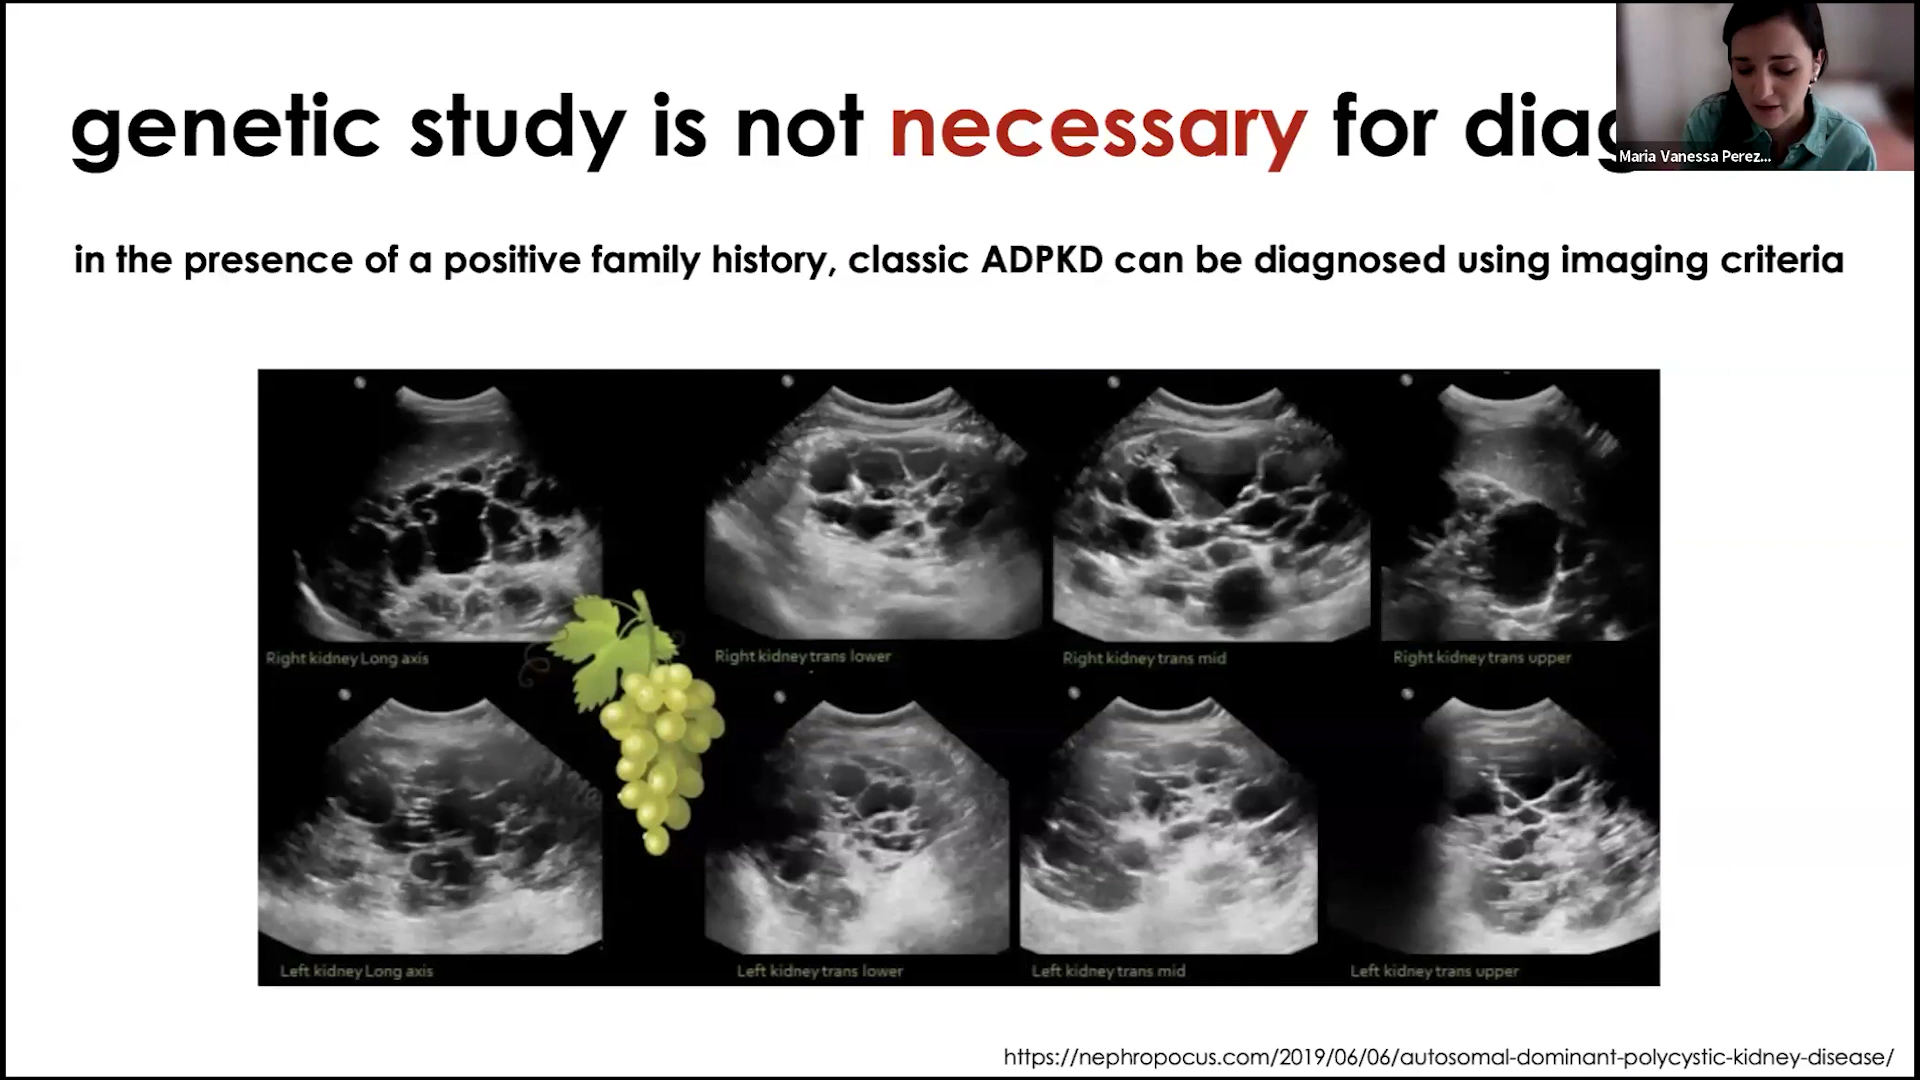 genetic study is not necessary for diag
Maria Vanessa Perez...
in the presence of a positive family history, classic ADPKD can be diagnosed using imaging criteria
Right kidney Long axis
Right kidney trans lower
Right kidney trans mid
Right kidney trans upper
Left kidney Long axis
Left kidney trans lower
Left kidney trans mid
Left kidney trans upper
https://nephropocus.com/2019/06/06/autosomal-dominant-polycystic-kidney-disease/